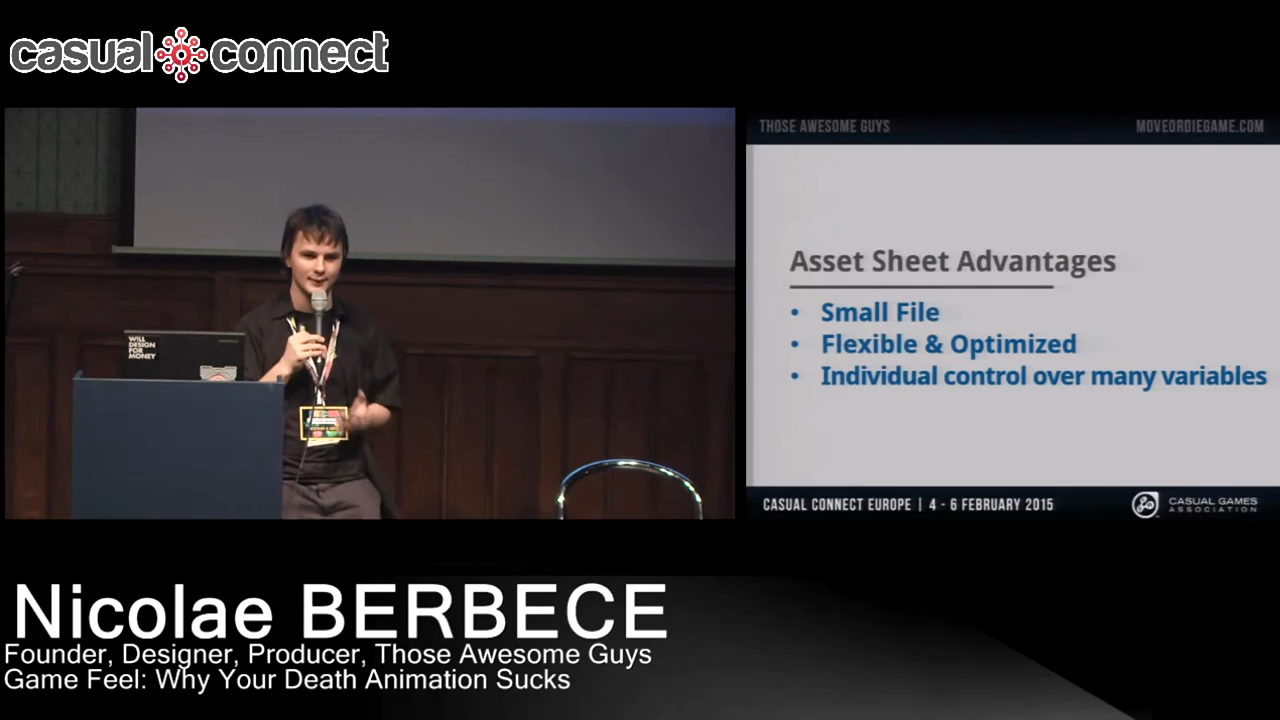 casual connect
THOSE AWESOME GUYS
MOVEORDIEGAME.COM
Asset Sheet Advantages
• Small File
• Flexible & Optimized
• Individual control over many variables
WILL
DESIGN
FOR
MONEY
CASUAL CONNECT EUROPE | 4 - 6 FEBRUARY 2015
CASUAL GAMES
ASSOCIATION
Nicolae BERBECE
Founder, Designer, Producer, Those Awesome Guys
Game Feel: Why Your Death Animation Sucks